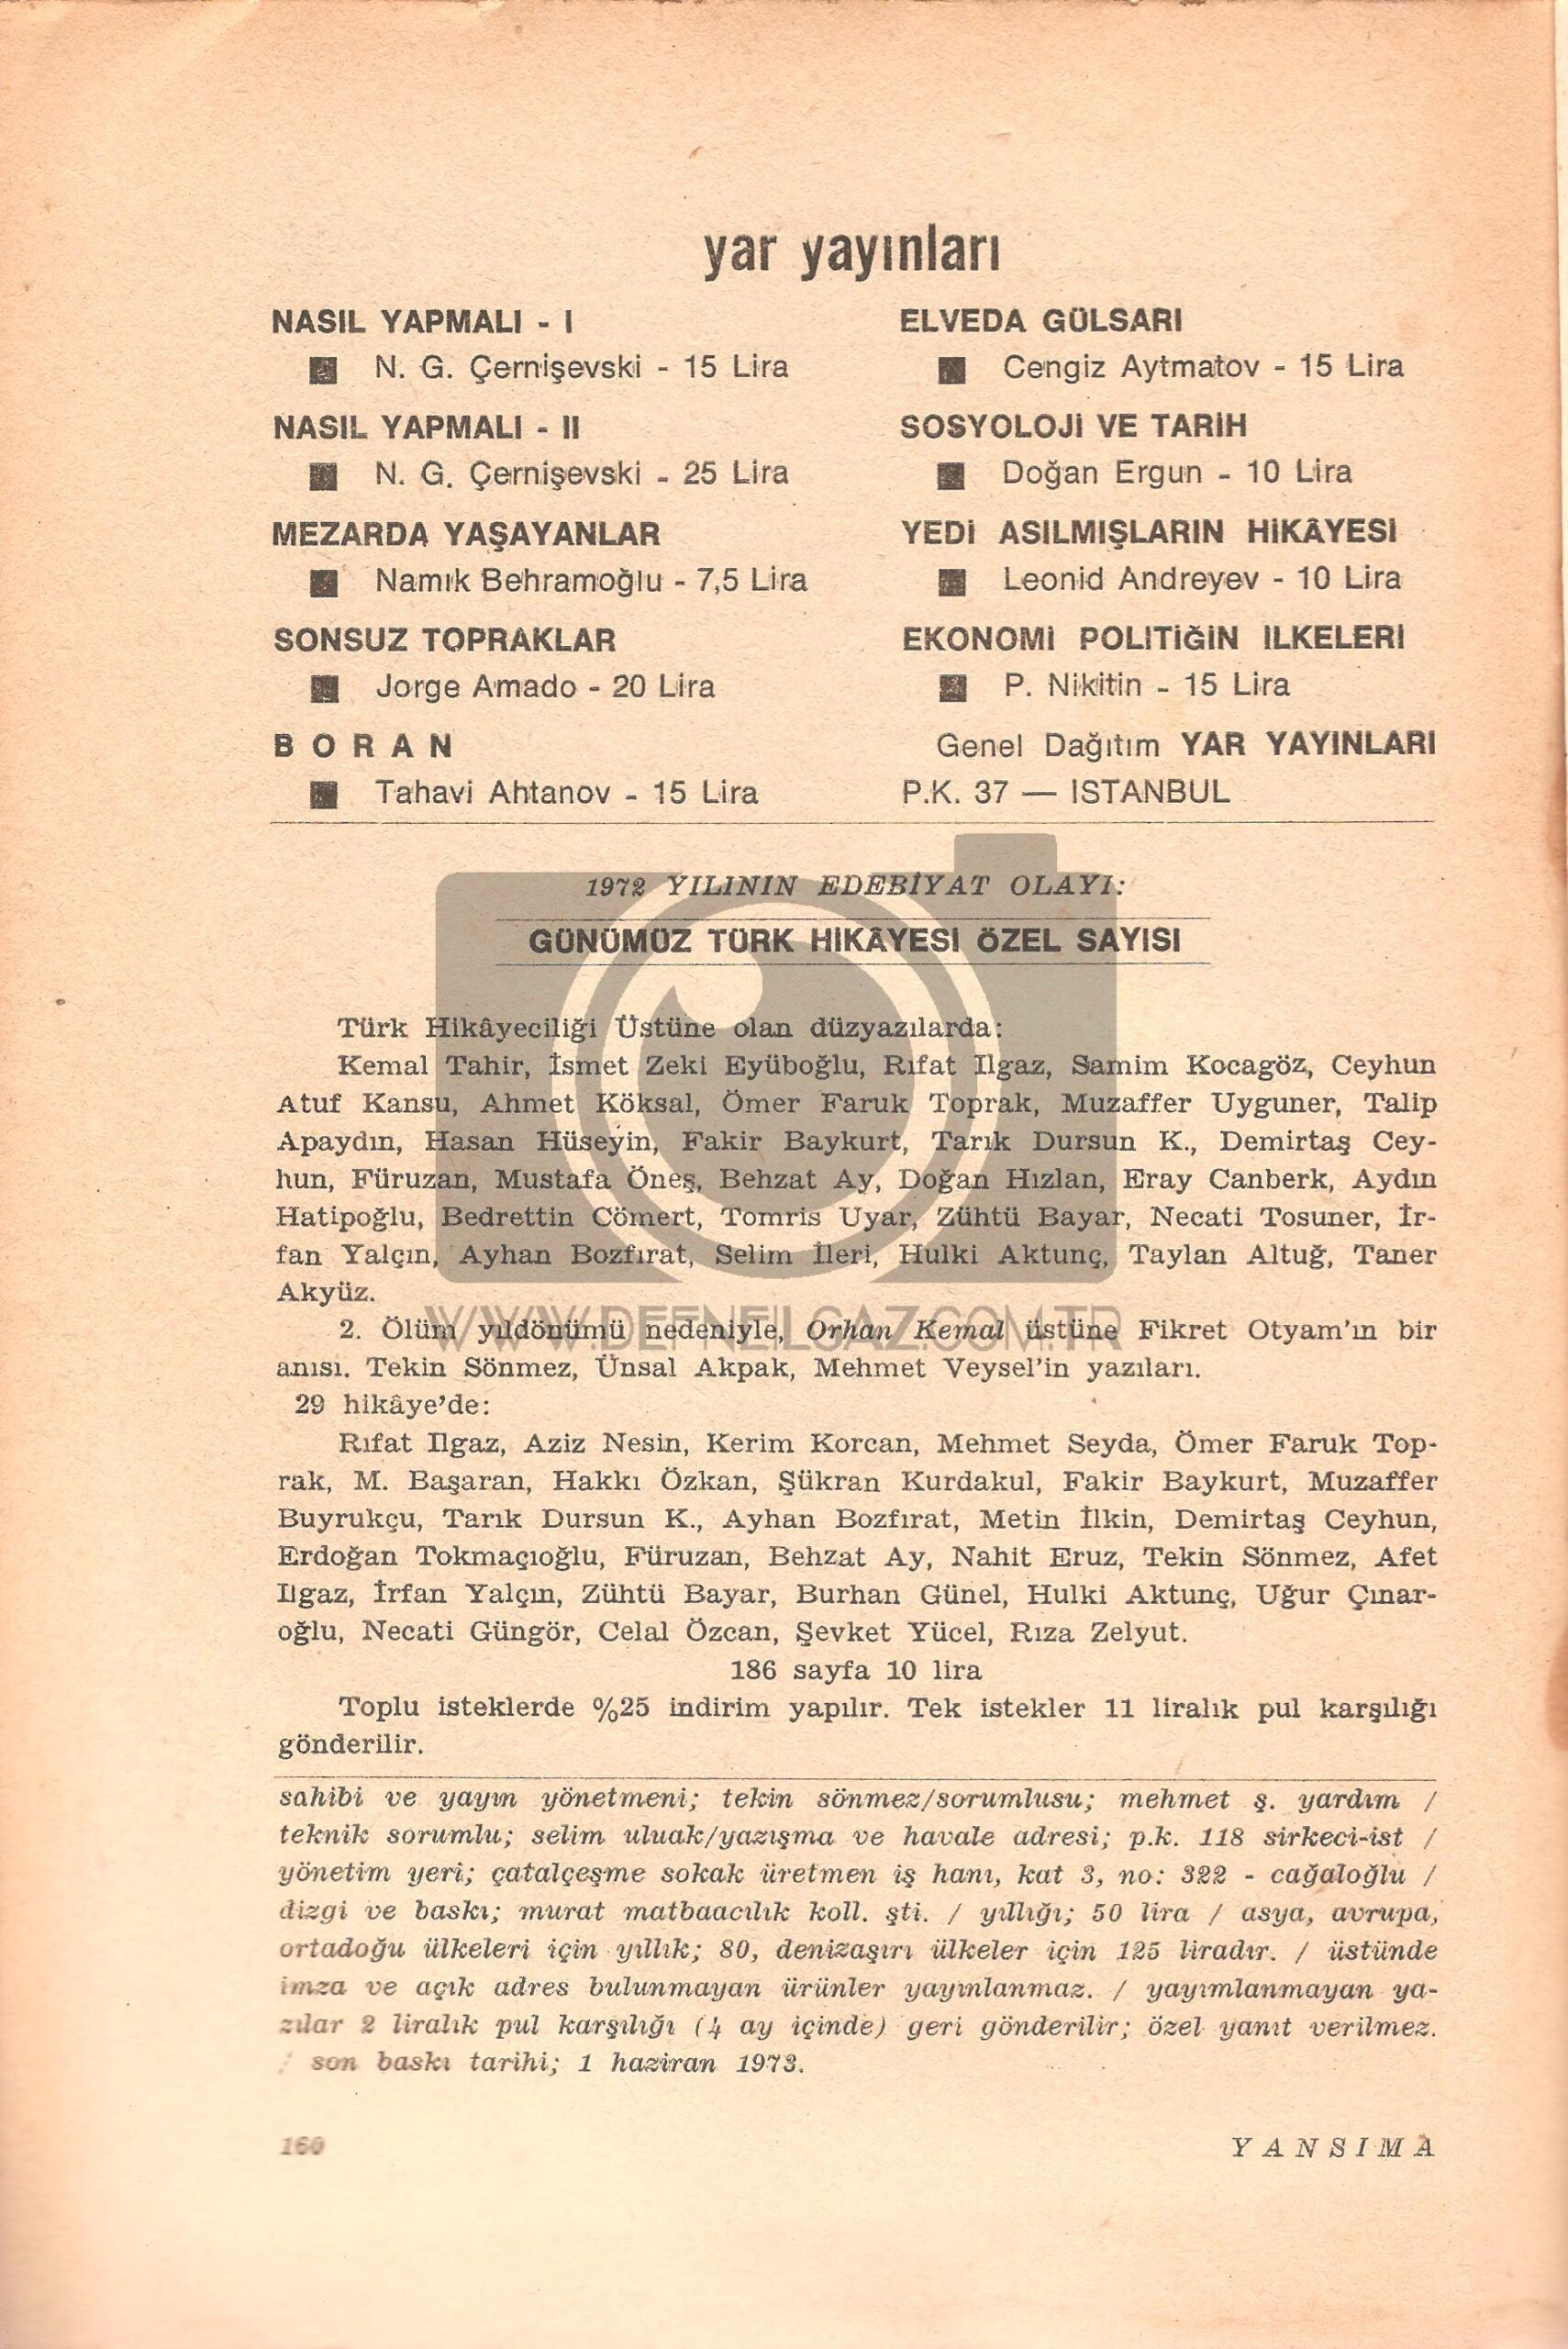 yar yayınları
NASIL YAPMALI - I
N. G. Çernişevski - 15 Lira
NASIL YAPMALI - II
N. G. Çernişevski - 25 Lira
MEZARDA YAŞAYANLAR
Namık Behramoğlu - 7,5 Lira
SONSUZ TOPRAKLAR
Jorge Amado - 20 Lira
BORAN
Tahavi Ahtanov - 15 Lira
ELVEDA GÜLSARI
Cengiz Aytmatov - 15 Lira
SOSYOLOJİ VE TARİH
Doğan Ergun - 10 Lira
YEDİ ASILMIŞLARIN HİKÂYESİ
Leonid Andreyev - 10 Lira
EKONOMİ POLİTİĞİN İLKELERİ
P. Nikitin - 15 Lira
Genel Dağıtım YAR YAYINLARI
P.K. 37 — İSTANBUL
1972 YILININ EDEBİYAT OLAYI:
GÜNÜMÜZ TÜRK HİKÂYESİ ÖZEL SAYISI
Türk Hikâyeciliği Üstüne olan düzyazılarda:
Kemal Tahir, İsmet Zeki Eyüboğlu, Rıfat Ilgaz, Samim Kocagöz, Ceyhun
Atuf Kansu, Ahmet Köksal, Ömer Faruk Toprak, Muzaffer Uyguner, Talip
Apaydın, Hasan Hüseyin, Fakir Baykurt, Tarık Dursun K., Demirtaş Cey-
hun, Füruzan, Mustafa Öneş, Behzat Ay, Doğan Hızlan, Eray Canberk, Aydın
Hatipoğlu, Bedrettin Cömert, Tomris Uyar, Zühtü Bayar, Necati Tosuner, İr-
fan Yalçın, Ayhan Bozfırat, Selim İleri, Hulki Aktunç, Taylan Altuğ, Taner
Akyüz.
2. Ölüm yıldönümü nedeniyle, Orhan Kemal üstüne Fikret Otyam'ın bir
anısı. Tekin Sönmez, Ünsal Akpak, Mehmet Veysel'in yazıları.
29 hikâye'de:
Rıfat Ilgaz, Aziz Nesin, Kerim Korcan, Mehmet Seyda, Ömer Faruk Top-
rak, M. Başaran, Hakkı Özkan, Şükran Kurdakul, Fakir Baykurt, Muzaffer
Buyrukçu, Tarık Dursun K., Ayhan Bozfırat, Metin İlkin, Demirtaş Ceyhun,
Erdoğan Tokmaçıoğlu, Füruzan, Behzat Ay, Nahit Eruz, Tekin Sönmez, Afet
Ilgaz, İrfan Yalçın, Zühtü Bayar, Burhan Günel, Hulki Aktunç, Uğur Çınar-
oğlu, Necati Güngör, Celal Özcan, Şevket Yücel, Rıza Zelyut.
186 sayfa 10 lira
Toplu isteklerde %25 indirim yapılır. Tek istekler 11 liralık pul karşılığı
gönderilir.
sahibi ve yayın yönetmeni; tekin sönmez/sorumlusu; mehmet ş. yardım /
teknik sorumlu; selim uluak/yazışma ve havale adresi; p.k. 118 sirkeci-ist /
yönetim yeri; çatalçeşme sokak üretmen iş hanı, kat 3, no: 322 - cağaloğlu /
dizgi ve baskı; murat matbaacılık koll. şti. / yıllığı; 50 lira / asya, avrupa,
ortadoğu ülkeleri için yıllık; 80, denizaşırı ülkeler için 125 liradır. / üstünde
imza ve açık adres bulunmayan ürünler yayınlanmaz. / yayımlanmayan ya-
zılar 2 liralık pul karşılığı (4 ay içinde) geri gönderilir; özel yanıt verilmez.
/ son baskı tarihi; 1 haziran 1973.
160
YANSIMA
WWW.DEFNEILGAZ.COM.TR